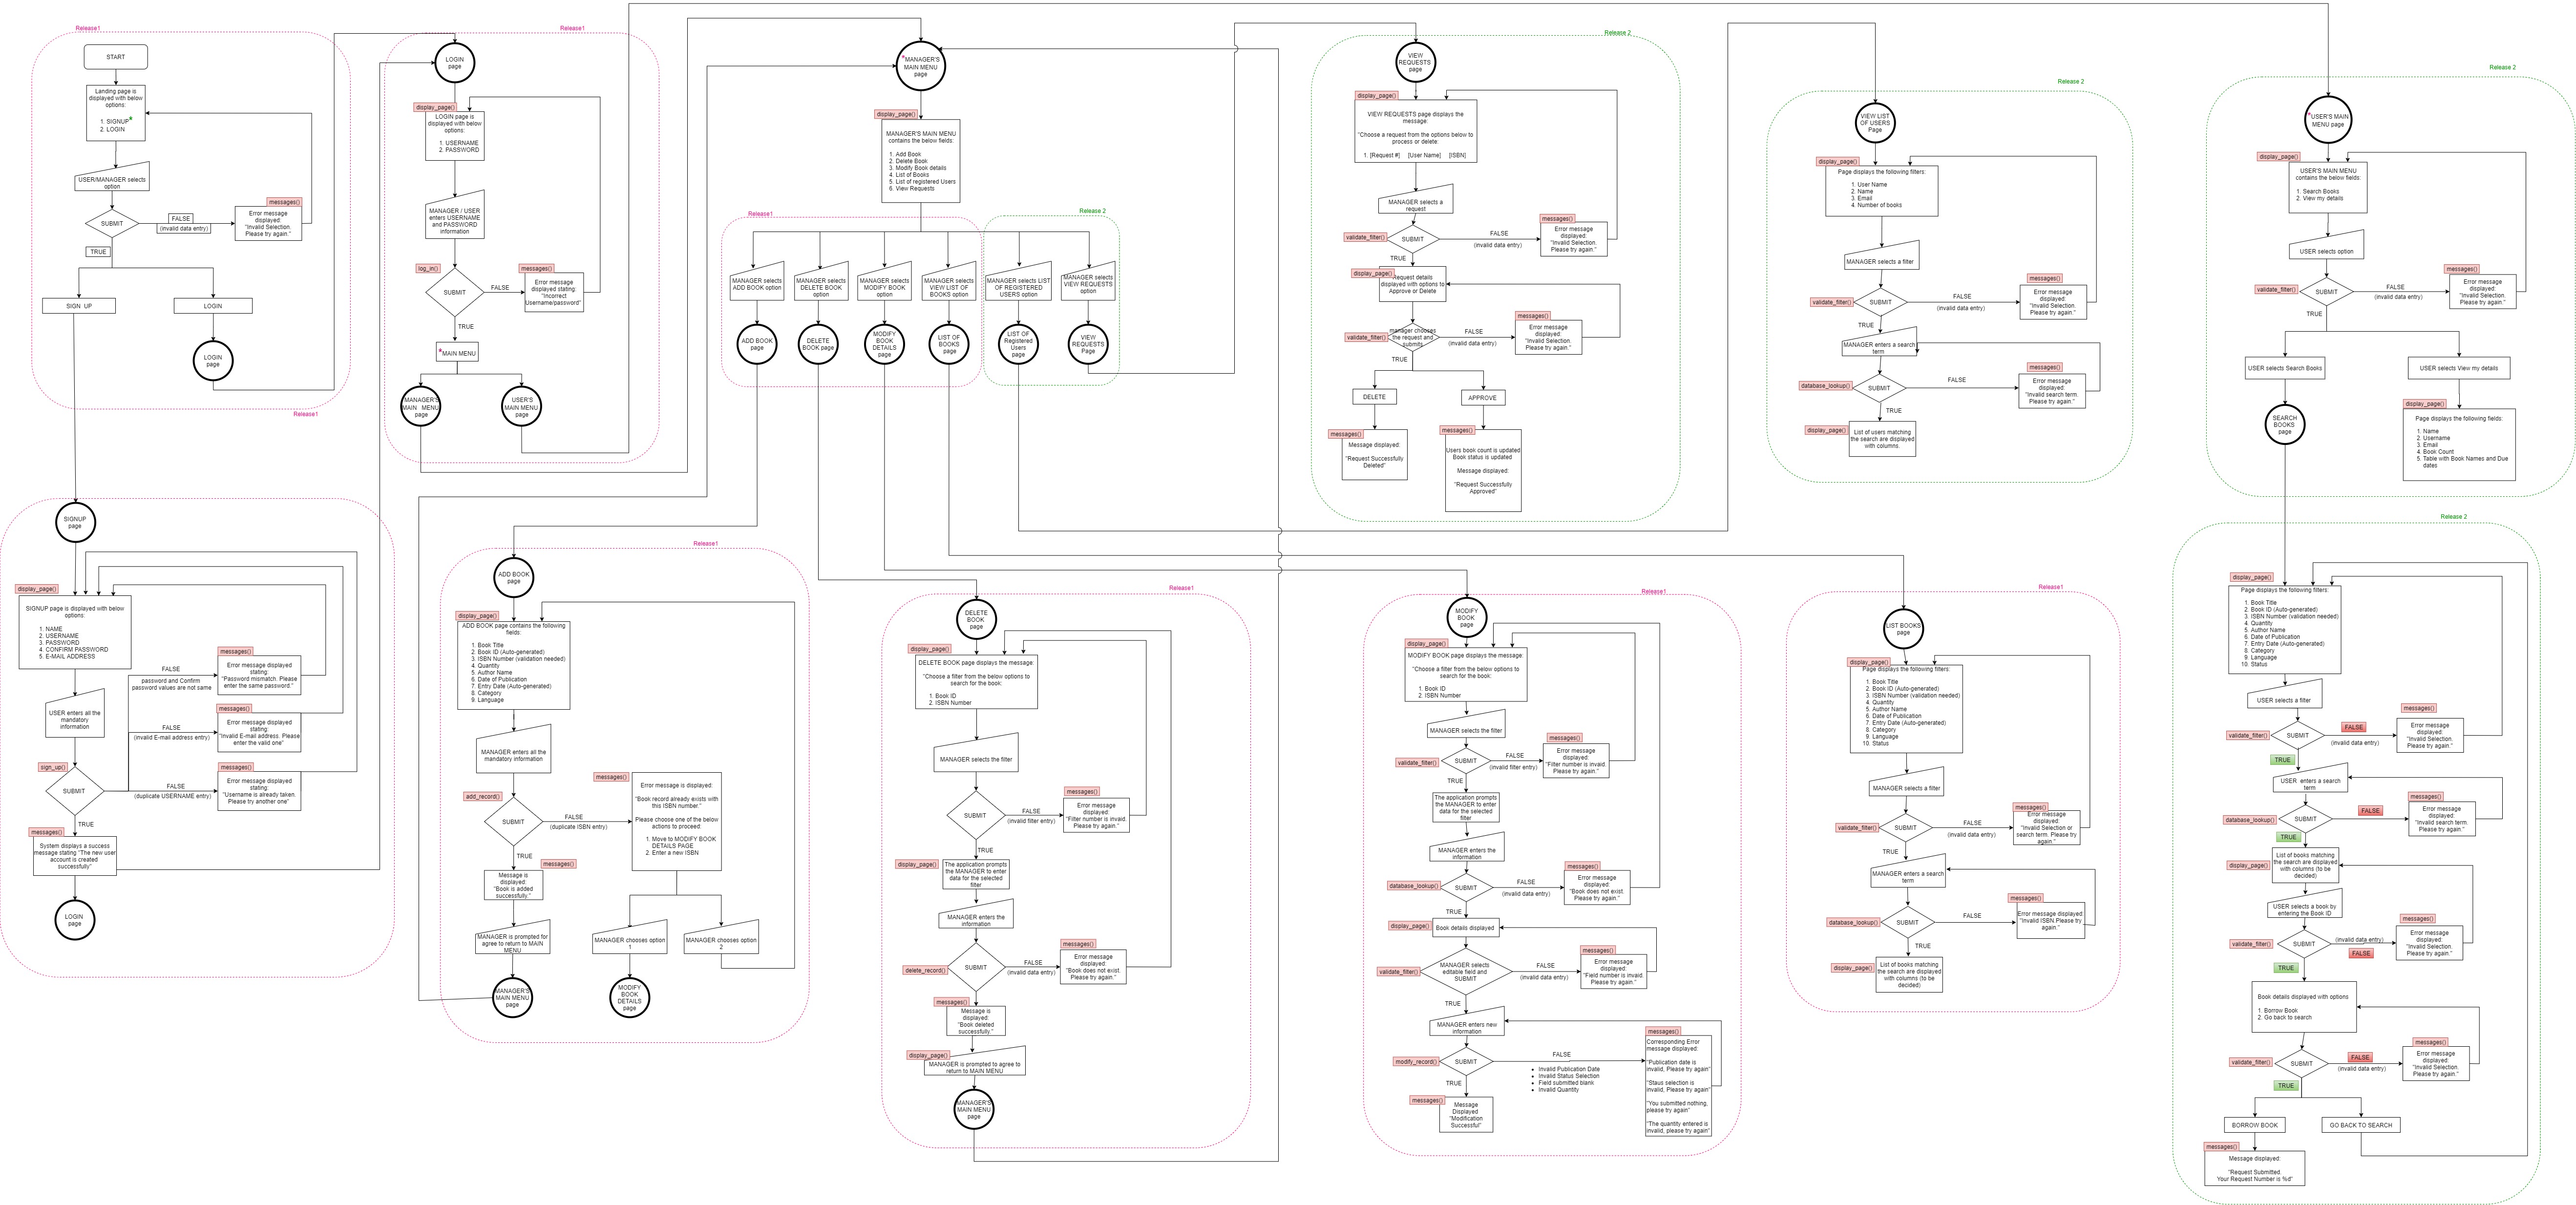 Release1
START
Landing page is
displayed with below
options:
1. SIGNUP*
2. LOGIN
USER/MANAGER selects
option
SUBMIT
FALSE
(invalid data entry)
messages()
Error message
displayed:
"Invalid Selection.
Please try again."
TRUE
SIGN UP
LOGIN
LOGIN
page
Release1
Release1
LOGIN
page
display_page()
LOGIN page is
displayed with below
options:
1. USERNAME
2. PASSWORD
MANAGER / USER
enters USERNAME
and PASSWORD
information
log_in()
SUBMIT
FALSE
messages()
Error message
displayed stating:
"Incorrect
Username/password"
TRUE
*MAIN MENU
MANAGER'S
MAIN MENU
page
USER'S
MAIN MENU
page
SIGNUP
page
display_page()
SIGNUP page is displayed with below
options:
1. NAME
2. USERNAME
3. PASSWORD
4. CONFIRM PASSWORD
5. E-MAIL ADDRESS
USER enters all the
mandatory
information
sign_up()
SUBMIT
FALSE
password and Confirm
password values are not same
messages()
Error message displayed
stating:
"Password mismatch. Please
enter the same password."
FALSE
(invalid E-mail address entry)
messages()
Error message displayed
stating:
"Invalid E-mail address. Please
enter the valid one"
FALSE
(duplicate USERNAME entry)
messages()
Error message displayed
stating:
"Username is already taken.
Please try another one"
TRUE
messages()
System displays a success
message stating "The new user
account is created
successfully"
LOGIN
page
*MANAGER'S
MAIN MENU
page
display_page()
MANAGER'S MAIN MENU
contains the below fields:
1. Add Book
2. Delete Book
3. Modify Book details
4. List of Books
5. List of registered Users
6. View Requests
Release1
Release 2
MANAGER selects
ADD BOOK option
MANAGER selects
DELETE BOOK
option
MANAGER selects
MODIFY BOOK
option
MANAGER selects
VIEW LIST OF
BOOKS option
MANAGER selects LIST
OF REGISTERED
USERS option
MANAGER selects
VIEW REQUESTS
option
ADD BOOK
page
DELETE
BOOK page
MODIFY
BOOK
DETAILS
page
LIST OF
BOOKS
page
LIST OF
Registered
Users
page
VIEW
REQUESTS
Page
Release1
ADD BOOK
page
display_page()
ADD BOOK page contains the following
fields:
1. Book Title
2. Book ID (Auto-generated)
3. ISBN Number (validation needed)
4. Quantity
5. Author Name
6. Date of Publication
7. Entry Date (Auto-generated)
8. Category
9. Language
MANAGER enters all the
mandatory information
add_record()
SUBMIT
FALSE
(duplicate ISBN entry)
messages()
Error message is displayed:
"Book record already exists with
this ISBN number."
Please choose one of the below
actions to proceed:
1. Move to MODIFY BOOK
DETAILS PAGE
2. Enter a new ISBN
TRUE
messages()
Message is
displayed:
"Book is added
successfully."
MANAGER is prompted for
agree to return to MAIN
MENU
MANAGER chooses option
1
MANAGER chooses option
2
MANAGER'S
MAIN MENU
page
MODIFY
BOOK
DETAILS
page
Release1
DELETE
BOOK
page
display_page()
DELETE BOOK page displays the message:
"Choose a filter from the below options to
search for the book:
1. Book ID
2. ISBN Number
MANAGER selects the filter
SUBMIT
FALSE
(invalid filter entry)
messages()
Error message
displayed:
"Filter number is invaid.
Please try again."
TRUE
display_page()
The application prompts
the MANAGER to enter
data for the selected
filter
MANAGER enters the
information
delete_record()
SUBMIT
FALSE
(invalid data entry)
messages()
Error message
displayed:
"Book does not exist.
Please try again."
TRUE
messages()
Message is
displayed:
"Book deleted
successfully."
display_page()
MANAGER is prompted to agree to
return to MAIN MENU
MANAGER'S
MAIN MENU
page
Release 2
VIEW
REQUESTS
page
display_page()
VIEW REQUESTS page displays the
message:
"Choose a request from the options below to
process or delete:
1. [Request #] [User Name] [ISBN]
MANAGER selects a
request
validate_filter()
SUBMIT
FALSE
(invalid data entry)
messages()
Error message
displayed:
"Invalid Selection.
Please try again."
TRUE
display_page()
Request details
displayed with options to
Approve or Delete
validate_filter()
manager chooses
the request and
submits
FALSE
(invalid data entry)
messages()
Error message
displayed:
"Invalid Selection.
Please try again."
TRUE
DELETE
APPROVE
messages()
Message displayed:
"Request Successfully
Deleted"
messages()
Users book count is updated
Book status is updated
Message displayed:
"Request Successfully
Approved"
Release1
MODIFY
BOOK
page
display_page()
MODIFY BOOK page displays the message:
"Choose a filter from the below options to
search for the book:
1. Book ID
2. ISBN Number
MANAGER selects the filter
validate_filter()
SUBMIT
FALSE
(invalid filter entry)
messages()
Error message
displayed:
"Filter number is invaid.
Please try again."
TRUE
The application prompts
the MANAGER to enter
data for the selected
filter
MANAGER enters the
information
database_lookup()
SUBMIT
FALSE
(invalid data entry)
messages()
Error message
displayed:
"Book does not exist.
Please try again."
TRUE
display_page()
Book details displayed
validate_filter()
MANAGER selects
editable field and
SUBMIT
FALSE
(invalid data entry)
messages()
Error message
displayed:
"Field number is invaid.
Please try again."
TRUE
MANAGER enters new
information
modify_record()
SUBMIT
FALSE
• Invalid Publication Date
• Invalid Status Selection
• Field submitted blank
• Invalid Quantity
messages()
Corresponding Error
message displayed:
"Publication date is
invalid, Please try again"
"Staus selection is
invalid, Please try again"
"You submitted nothing,
please try again"
"The quantity entered is
invalid, please try again"
TRUE
messages()
Message
Displayed
"Modification
Successful"
Release 2
VIEW LIST
OF USERS
Page
display_page()
Page displays the following filters:
1. User Name
2. Name
3. Email
4. Number of books
MANAGER selects a filter
validate_filter()
SUBMIT
FALSE
(invalid data entry)
messages()
Error message
displayed:
"Invalid Selection.
Please try again."
TRUE
MANAGER enters a search
term
database_lookup()
SUBMIT
FALSE
messages()
Error message
displayed:
"Invalid search term.
Please try again."
TRUE
display_page()
List of users matching
the search are displayed
with columns.
Release1
LIST BOOKS
page
display_page()
Page displays the following filters:
1. Book Title
2. Book ID (Auto-generated)
3. ISBN Number (validation needed)
4. Quantity
5. Author Name
6. Date of Publication
7. Entry Date (Auto-generated)
8. Category
9. Language
10. Status
MANAGER selects a filter
validate_filter()
SUBMIT
FALSE
(invalid data entry)
messages()
Error message
displayed:
"Invalid Selection or
search term. Please try
again."
TRUE
MANAGER enters a search
term
database_lookup()
SUBMIT
FALSE
messages()
Error message displayed:
"Invalid ISBN.Please try
again."
TRUE
display_page()
List of books matching
the search are displayed
with columns (to be
decided)
Release 2
*USER'S MAIN
MENU page
display_page()
USER'S MAIN MENU
contains the below fields:
1. Search Books
2. View my details
USER selects option
validate_filter()
SUBMIT
FALSE
(invalid data entry)
messages()
Error message
displayed:
"Invalid Selection.
Please try again."
TRUE
USER selects Search Books
USER selects View my details
SEARCH
BOOKS
page
display_page()
Page displays the following fields:
1. Name
2. Username
3. Email
4. Book Count
5. Table with Book Names and Due
dates
Release 2
display_page()
Page displays the following filters:
1. Book Title
2. Book ID (Auto-generated)
3. ISBN Number (validation needed)
4. Quantity
5. Author Name
6. Date of Publication
7. Entry Date (Auto-generated)
8. Category
9. Language
10. Status
USER selects a filter
validate_filter()
SUBMIT
FALSE
(invalid data entry)
messages()
Error message
displayed:
"Invalid Selection.
Please try again."
TRUE
USER enters a search
term
database_lookup()
SUBMIT
FALSE
messages()
Error message
displayed:
"Invalid search term.
Please try again."
TRUE
display_page()
List of books matching
the search are displayed
with columns (to be
decided)
USER selects a book by
entering the Book ID
validate_filter()
SUBMIT
(invalid data entry)
FALSE
messages()
Error message
displayed:
"Invalid Selection.
Please try again."
TRUE
Book details displayed with options
1. Borrow Book
2. Go back to search
validate_filter()
SUBMIT
FALSE
(invalid data entry)
messages()
Error message
displayed:
"Invalid Selection.
Please try again."
TRUE
BORROW BOOK
GO BACK TO SEARCH
messages()
Message displayed:
"Request Submitted.
Your Request Number is %d"